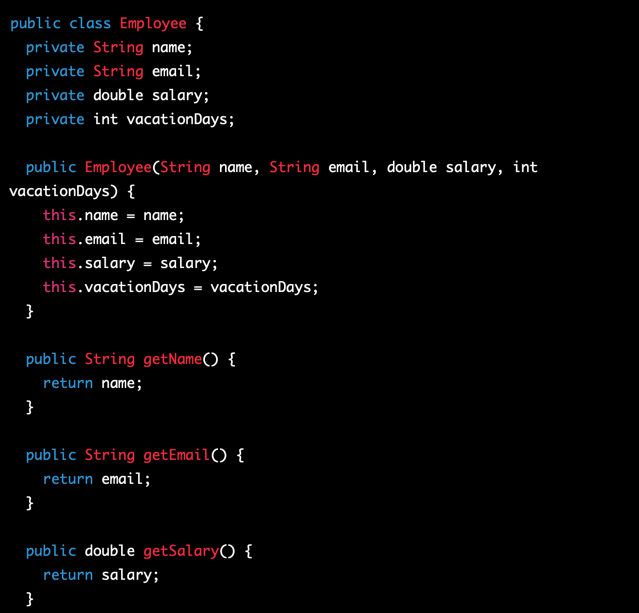 public class Employee {
private String name;
private String email;
private double salary;
private int vacationDays;
public Employee(String name, String email, double salary, int
vacationDays) {
this.name = name;
this.email = email;
this.salary = salary;
this.vacationDays = vacationDays;
}
public String getName() {
return name;
}
public String getEmail() {
return email;
}
public double getSalary() {
return salary;
}